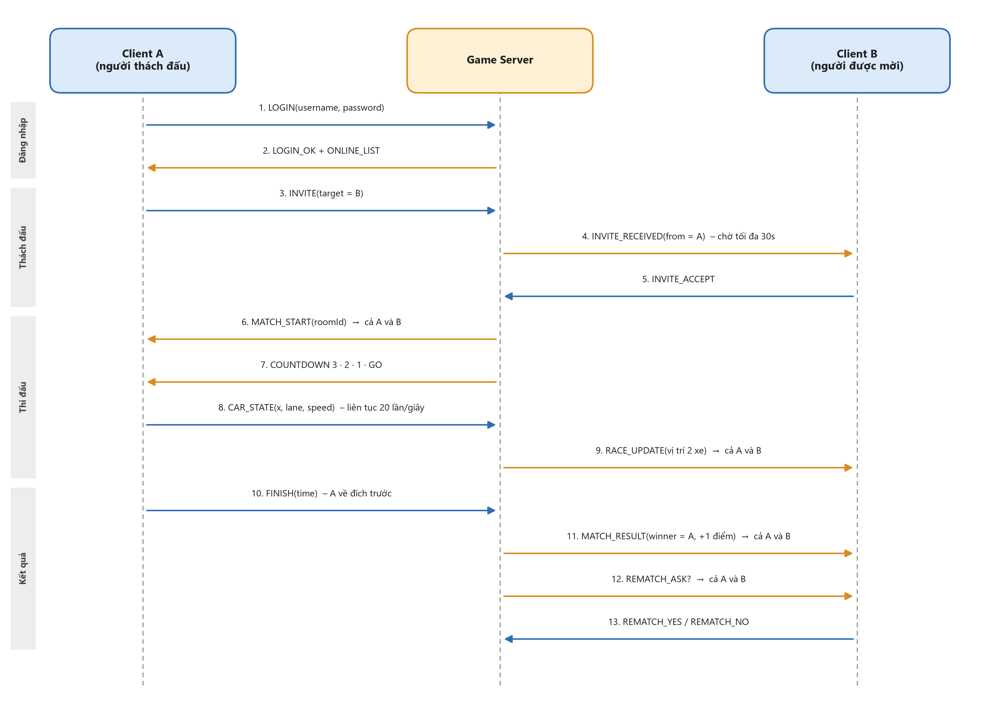 Client A
(người thách đấu)
Game Server
Client B
(người được mời)
Đăng nhập
1. LOGIN(username, password)
2. LOGIN_OK + ONLINE_LIST
Thách đấu
3. INVITE(target = B)
4. INVITE_RECEIVED(from = A) – chờ tối đa 30s
5. INVITE_ACCEPT
Thi đấu
6. MATCH_START(roomId) → cả A và B
7. COUNTDOWN 3 · 2 · 1 · GO
8. CAR_STATE(x, lane, speed) – liên tục 20 lần/giây
9. RACE_UPDATE(vị trí 2 xe) → cả A và B
Kết quả
10. FINISH(time) – A về đích trước
11. MATCH_RESULT(winner = A, +1 điểm) → cả A và B
12. REMATCH_ASK? → cả A và B
13. REMATCH_YES / REMATCH_NO